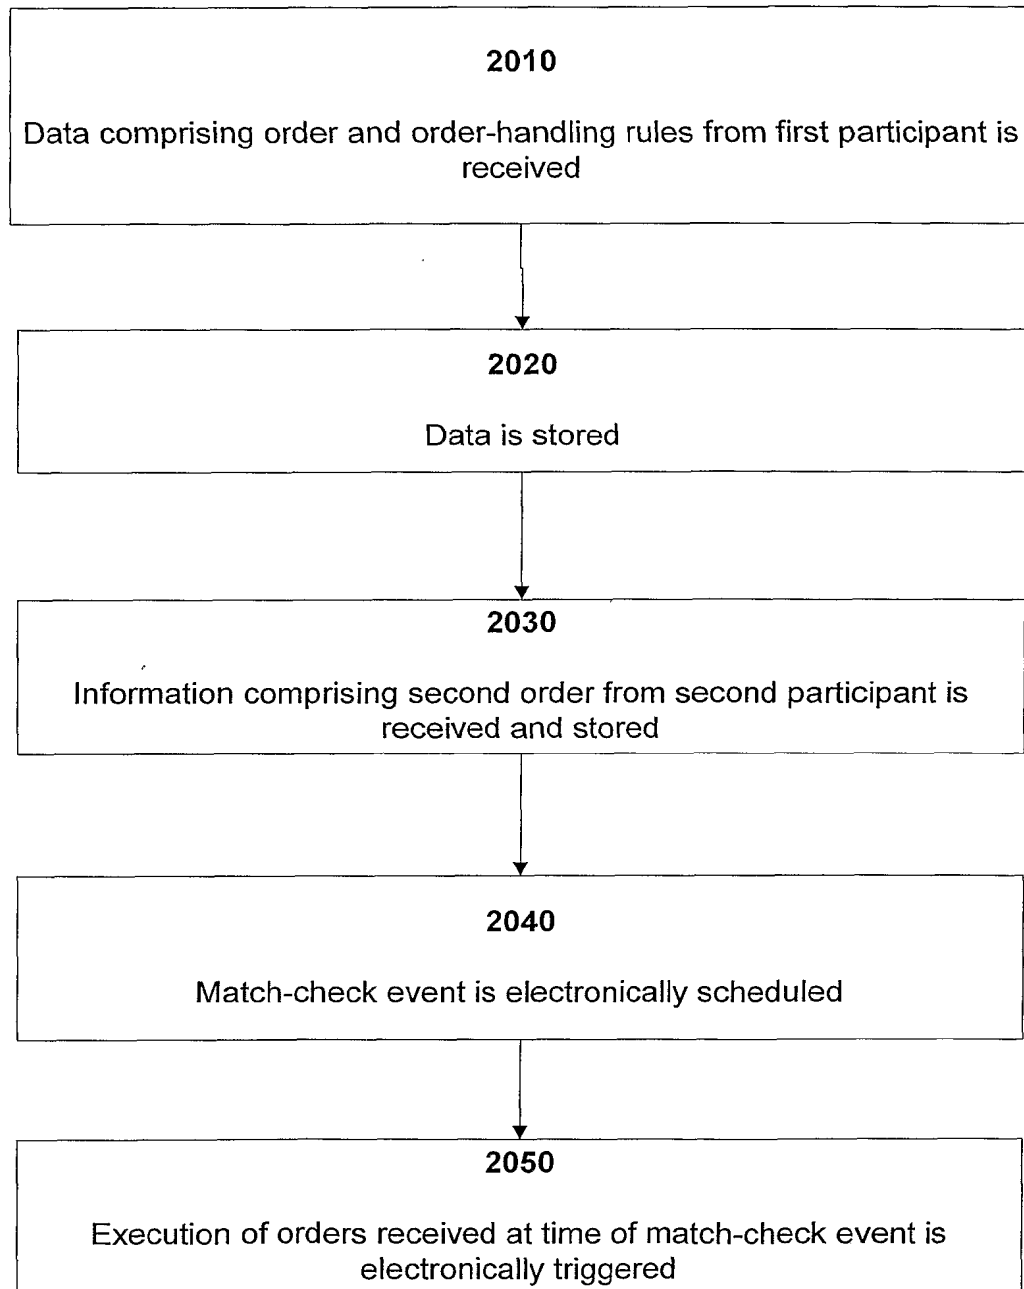 2010
Data comprising order and order-handling rules from first participant is
received
2020
Data is stored
2030
Information comprising second order from second participant is
received and stored
2040
Match-check event is electronically scheduled
2050
Execution of orders received at time of match-check event is
electronically triggered